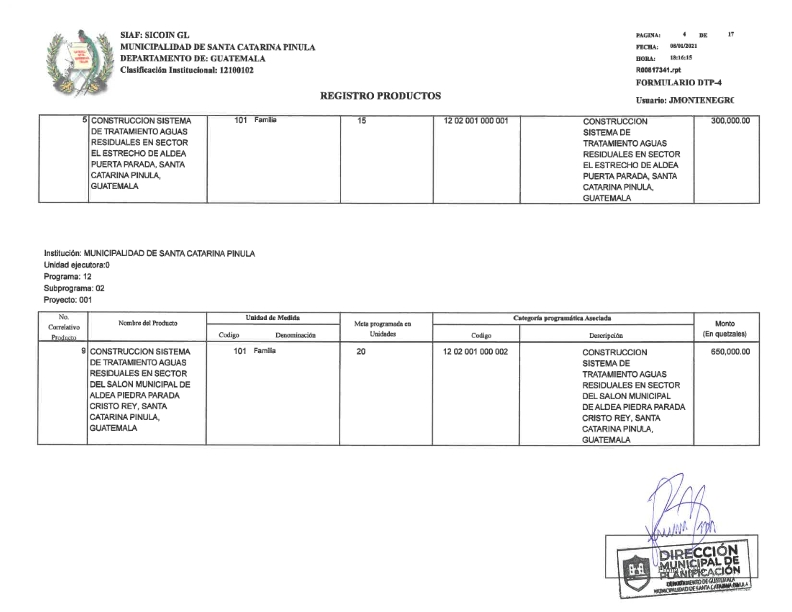 SIAF: SICOIN GL
MUNICIPALIDAD DE SANTA CATARINA PINULA
DEPARTAMENTO DE: GUATEMALA
Clasificación Institucional: 12100102
REGISTRO PRODUCTOS
PAGINA: 4 DE 17
FECHA: 08/01/2021
HORA: 18:16:15
R00817341.rpt
FORMULARIO DTP-4
Usuario: JMONTENEGRO
5 CONSTRUCCION SISTEMA
DE TRATAMIENTO AGUAS
RESIDUALES EN SECTOR
EL ESTRECHO DE ALDEA
PUERTA PARADA, SANTA
CATARINA PINULA,
GUATEMALA
101 Familia
15
12 02 001 000 001
CONSTRUCCION
SISTEMA DE
TRATAMIENTO AGUAS
RESIDUALES EN SECTOR
EL ESTRECHO DE ALDEA
PUERTA PARADA, SANTA
CATARINA PINULA,
GUATEMALA
300,000.00
Institución: MUNICIPALIDAD DE SANTA CATARINA PINULA
Unidad ejecutora:0
Programa: 12
Subprograma: 02
Proyecto: 001
No.
Correlativo
Producto
Nombre del Producto
Unidad de Medida
Codigo Denominación
Meta programada en
Unidades
Categoría programática Asociada
Codigo Descripción
Monto
(En quetzales)
9 CONSTRUCCION SISTEMA
DE TRATAMIENTO AGUAS
RESIDUALES EN SECTOR
DEL SALON MUNICIPAL DE
ALDEA PIEDRA PARADA
CRISTO REY, SANTA
CATARINA PINULA,
GUATEMALA
101 Familia
20
12 02 001 000 002
CONSTRUCCION
SISTEMA DE
TRATAMIENTO AGUAS
RESIDUALES EN SECTOR
DEL SALON MUNICIPAL
DE ALDEA PIEDRA PARADA
CRISTO REY, SANTA
CATARINA PINULA,
GUATEMALA
650,000.00
DIRECCIÓN
MUNICIPAL DE
PLANIFICACIÓN
DEPARTAMENTO DE GUATEMALA
MUNICIPALIDAD DE SANTA CATARINA PINULA